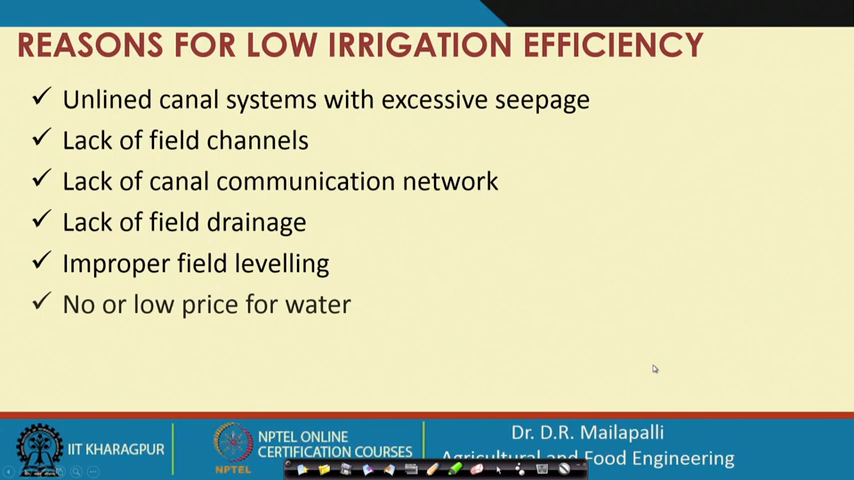 REASONS FOR LOW IRRIGATION EFFICIENCY
✓ Unlined canal systems with excessive seepage
✓ Lack of field channels
✓ Lack of canal communication network
✓ Lack of field drainage
✓ Improper field levelling
✓ No or low price for water
IIT KHARAGPUR
NPTEL
NPTEL ONLINE
CERTIFICATION COURSES
Dr. D.R. Mailapalli
Agricultural and Food Engineering